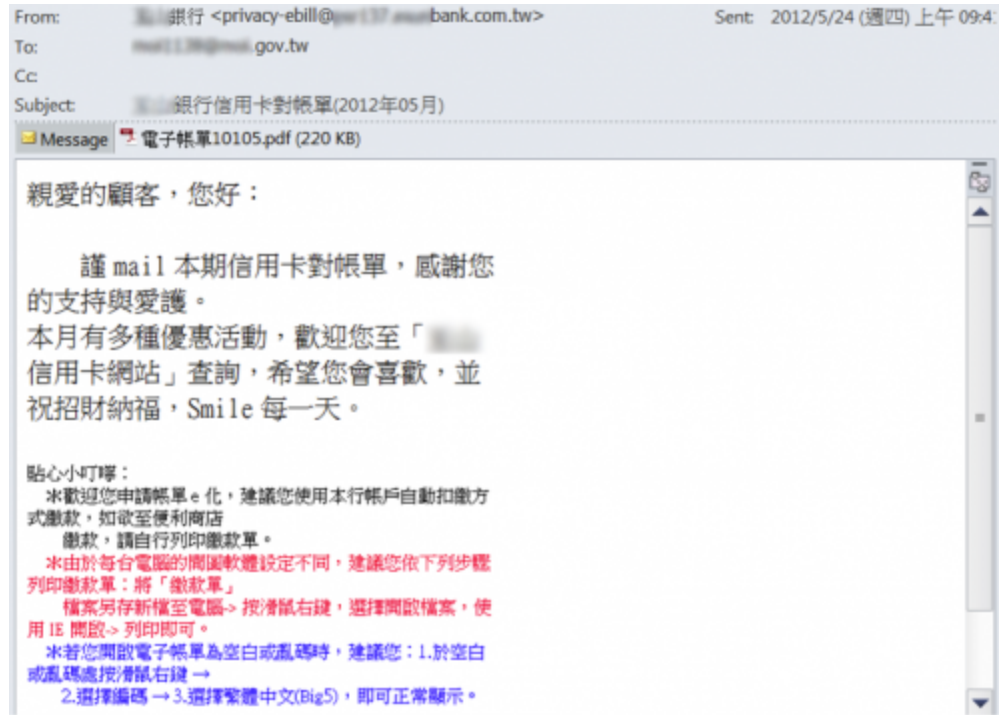 From: 銀行 <privacy-ebill@ bank.com.tw>
Sent: 2012/5/24 (週四) 上午 09:4
To: .gov.tw
Cc:
Subject: 銀行信用卡對帳單(2012年05月)
Message 電子帳單10105.pdf (220 KB)
親愛的顧客,您好:
謹 mail 本期信用卡對帳單,感謝您
的支持與愛護。
本月有多種優惠活動,歡迎您至「
信用卡網站」查詢,希望您會喜歡,並
祝招財納福,Smile 每一天。
貼心小叮嚀:
*歡迎您申請帳單 e 化,建議您使用本行帳戶自動扣繳方
式繳款,如欲至便利商店
繳款,請自行列印繳款單。
*由於每台電腦的開圖軟體設定不同,建議您依下列步驟
列印繳款單:將「繳款單」
檔案另存新檔至電腦-> 按滑鼠右鍵,選擇開啟檔案,使
用 IE 開啟-> 列印即可。
*若您開啟電子帳單為空白或亂碼時,建議您:1.於空白
或亂碼處按滑鼠右鍵 →
2.選擇編碼 → 3.選擇繁體中文(Big5),即可正常顯示。